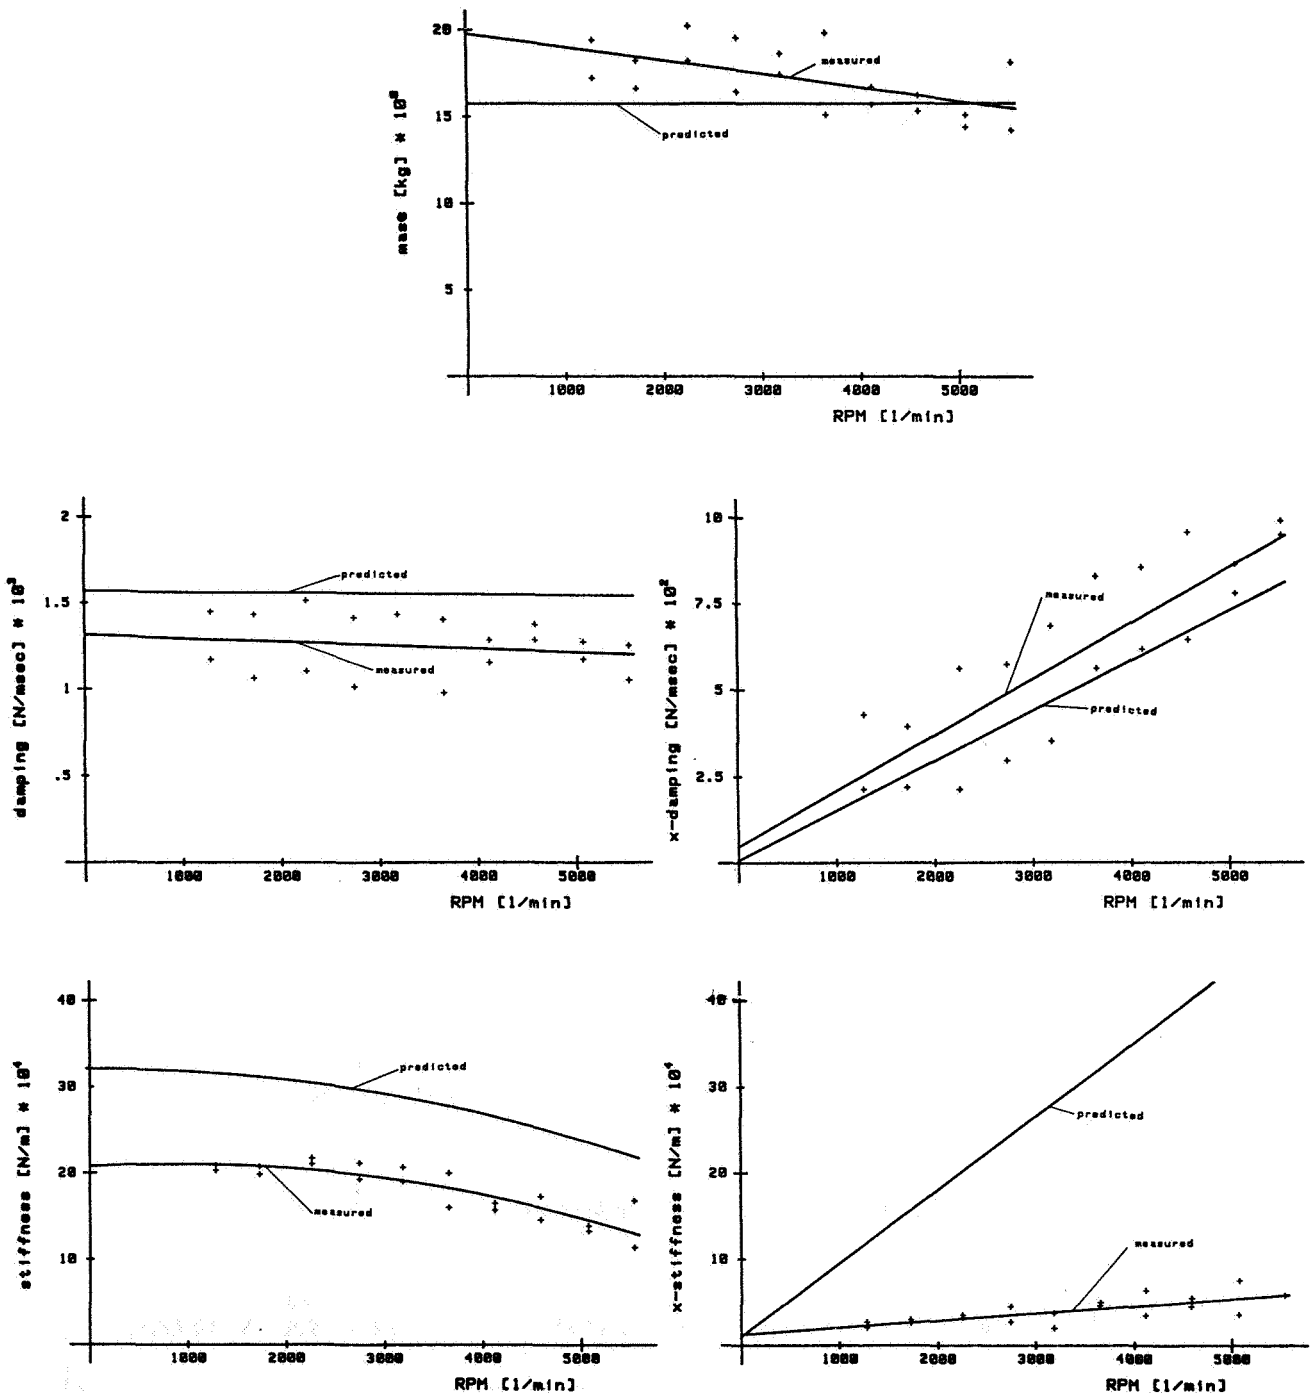 20
measured
15
predicted
10
5
mass [kg] * 10⁰
1000 2000 3000 4000 5000
RPM [1/min]
2
predicted
1.5
measured
1
.5
damping [N/msec] * 10³
1000 2000 3000 4000 5000
RPM [1/min]
10
measured
7.5
5
predicted
2.5
x-damping [N/msec] * 10²
1000 2000 3000 4000 5000
RPM [1/min]
40
predicted
30
20
measured
10
stiffness [N/m] * 10⁴
1000 2000 3000 4000 5000
RPM [1/min]
40
30
predicted
20
measured
10
x-stiffness [N/m] * 10⁴
1000 2000 3000 4000 5000
RPM [1/min]